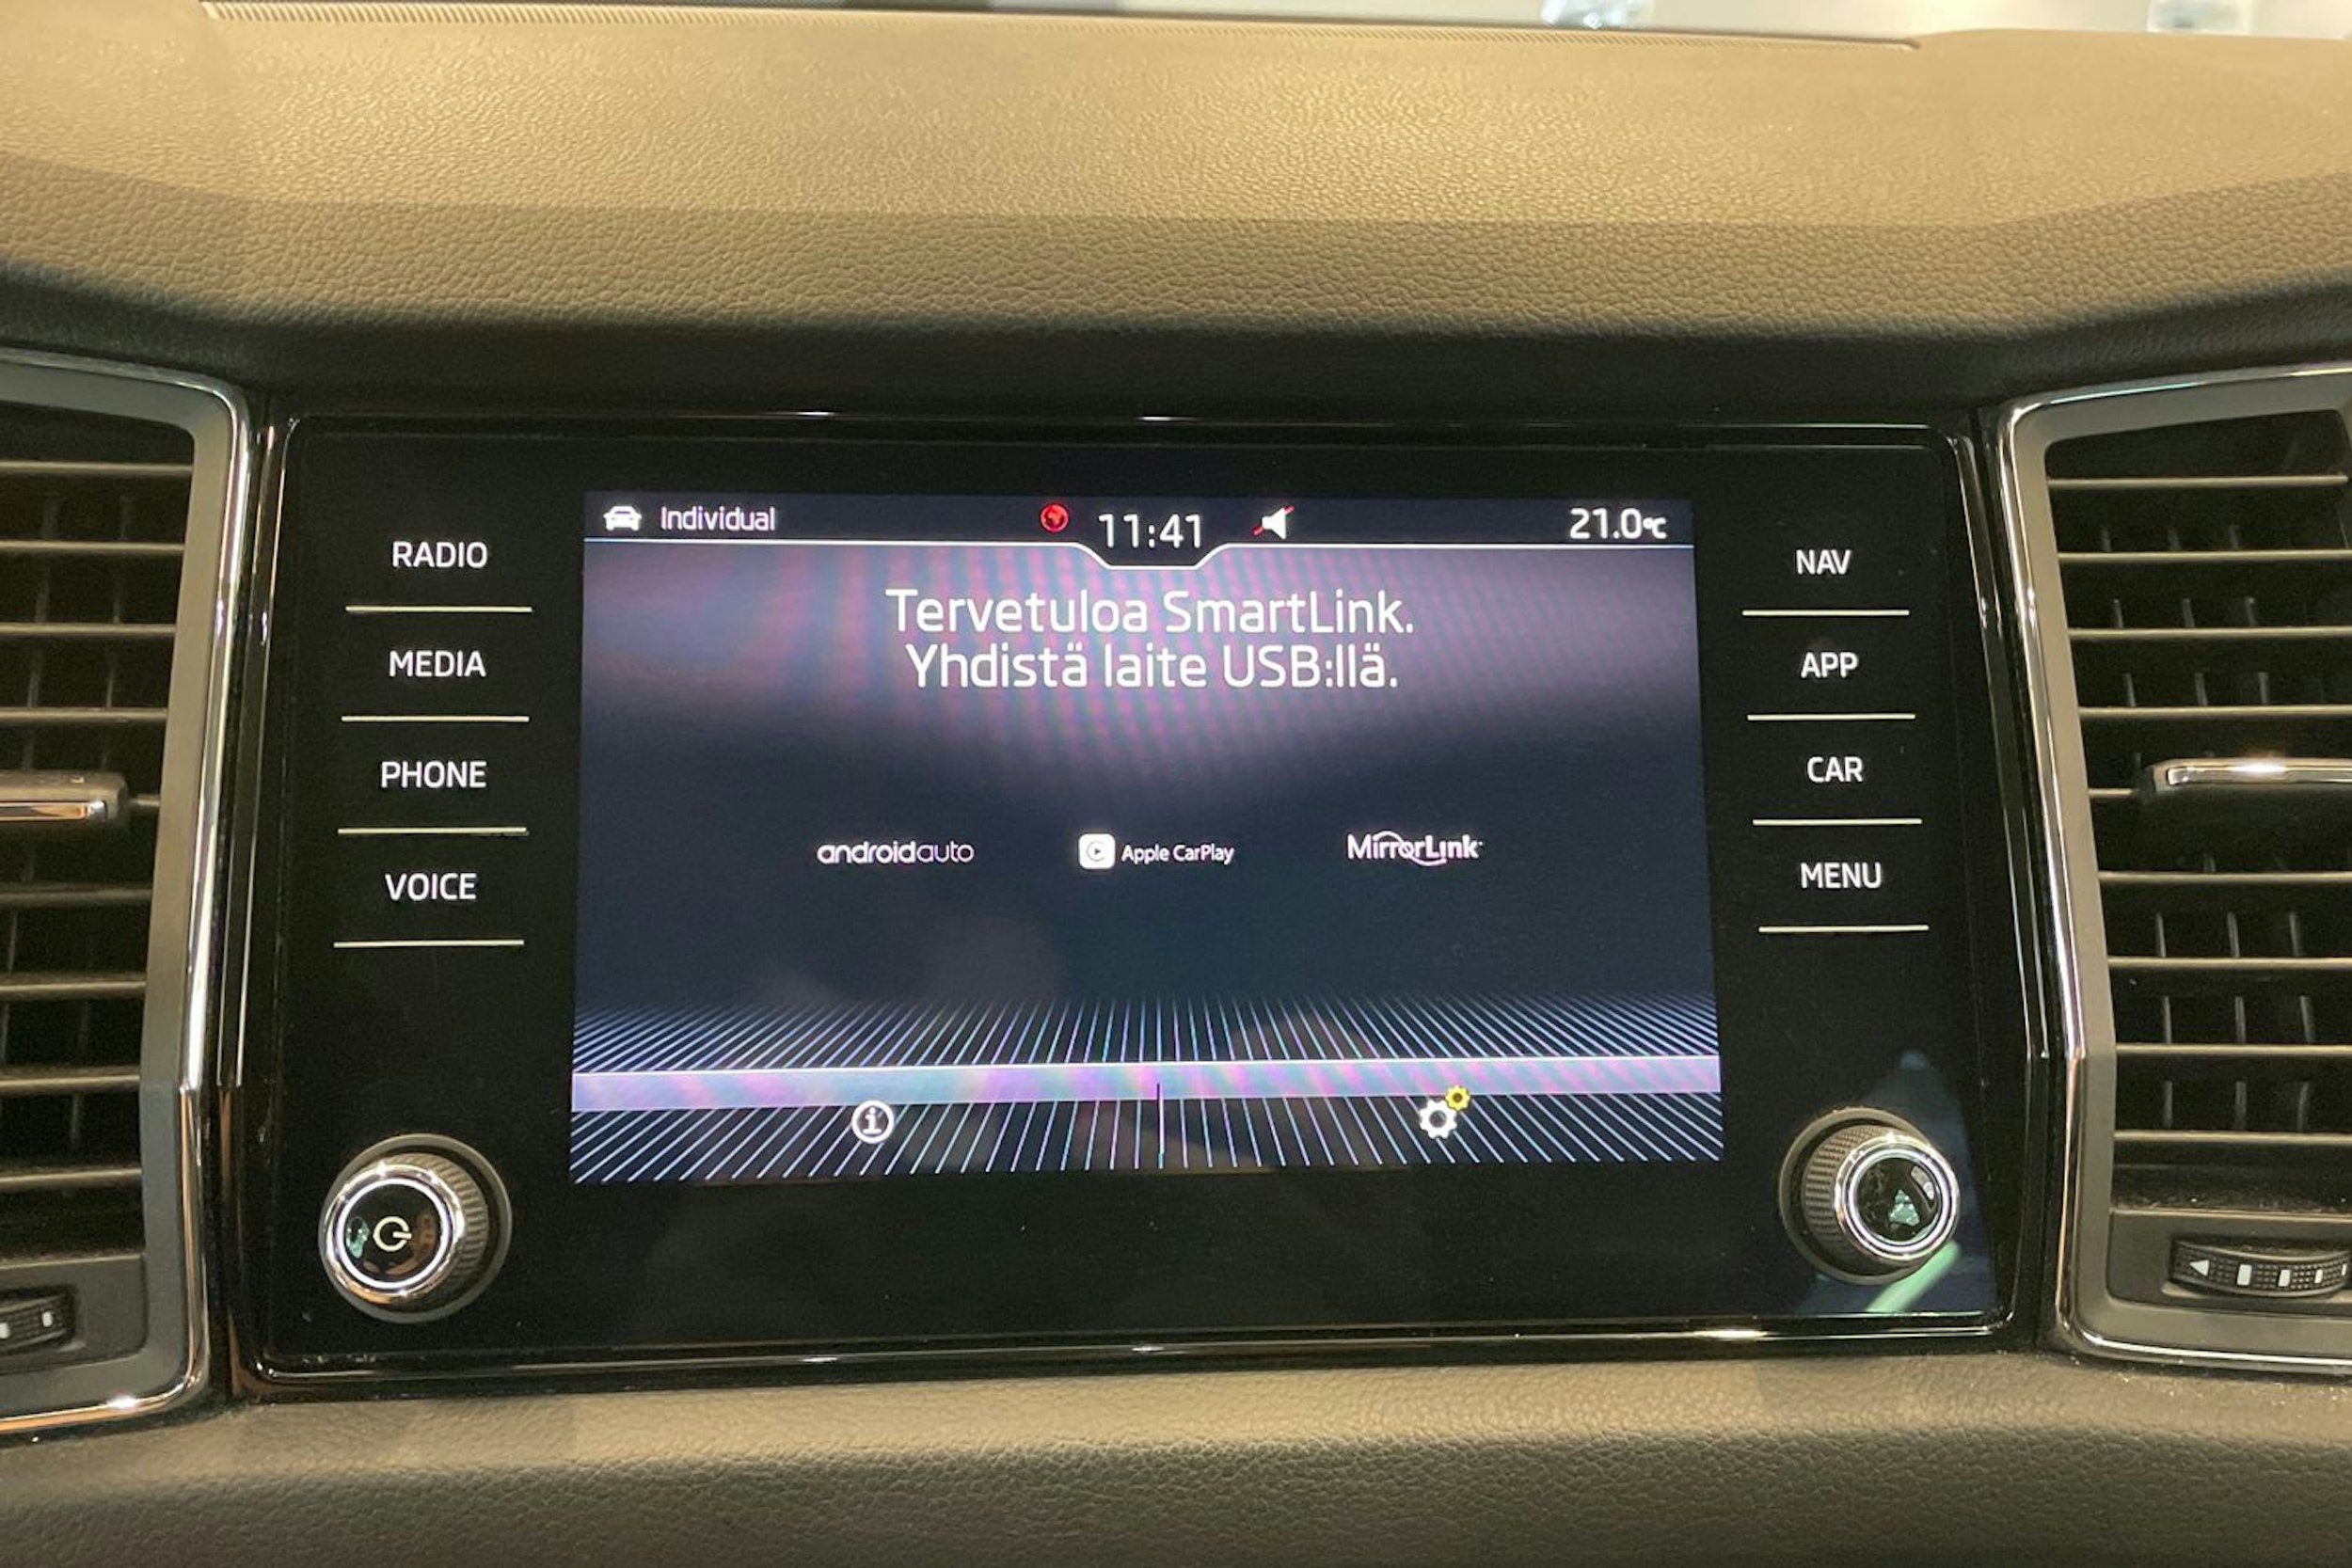 Individual
11:41
21.0°C
Tervetuloa SmartLink.
Yhdistä laite USB:llä.
androidauto
Apple CarPlay
MirrorLink
RADIO
MEDIA
PHONE
VOICE
NAV
APP
CAR
MENU